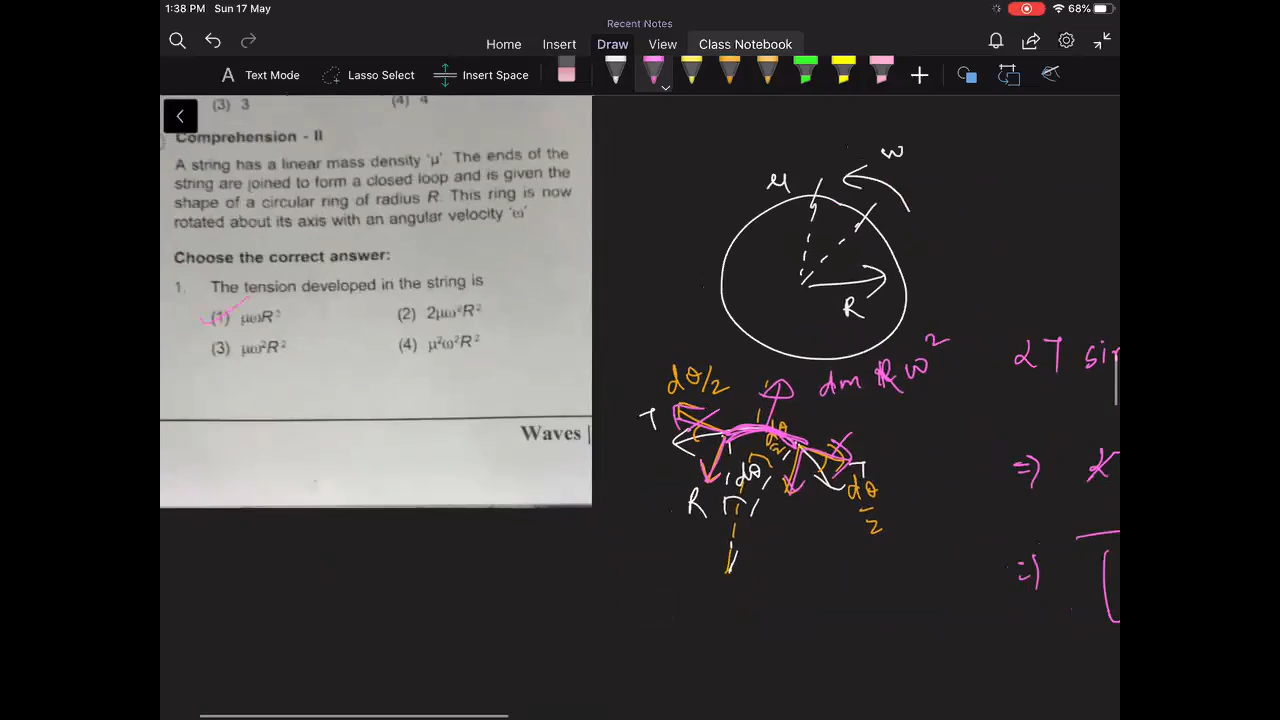 1:38 PM Sun 17 May
68%
Recent Notes
Home Insert Draw View Class Notebook
A Text Mode Lasso Select Insert Space
(3) 3 (4) 4
Comprehension - II
A string has a linear mass density 'μ'. The ends of the
string are joined to form a closed loop and is given the
shape of a circular ring of radius R. This ring is now
rotated about its axis with an angular velocity 'ω'
Choose the correct answer:
1. The tension developed in the string is
(1) μωR² (2) 2μω²R²
(3) μω²R² (4) μ²ω²R²
Waves |
ω
μ
R
dm R ω²
dθ/2
T
dθ
R
T
dθ/2
2T sin
=)
=)